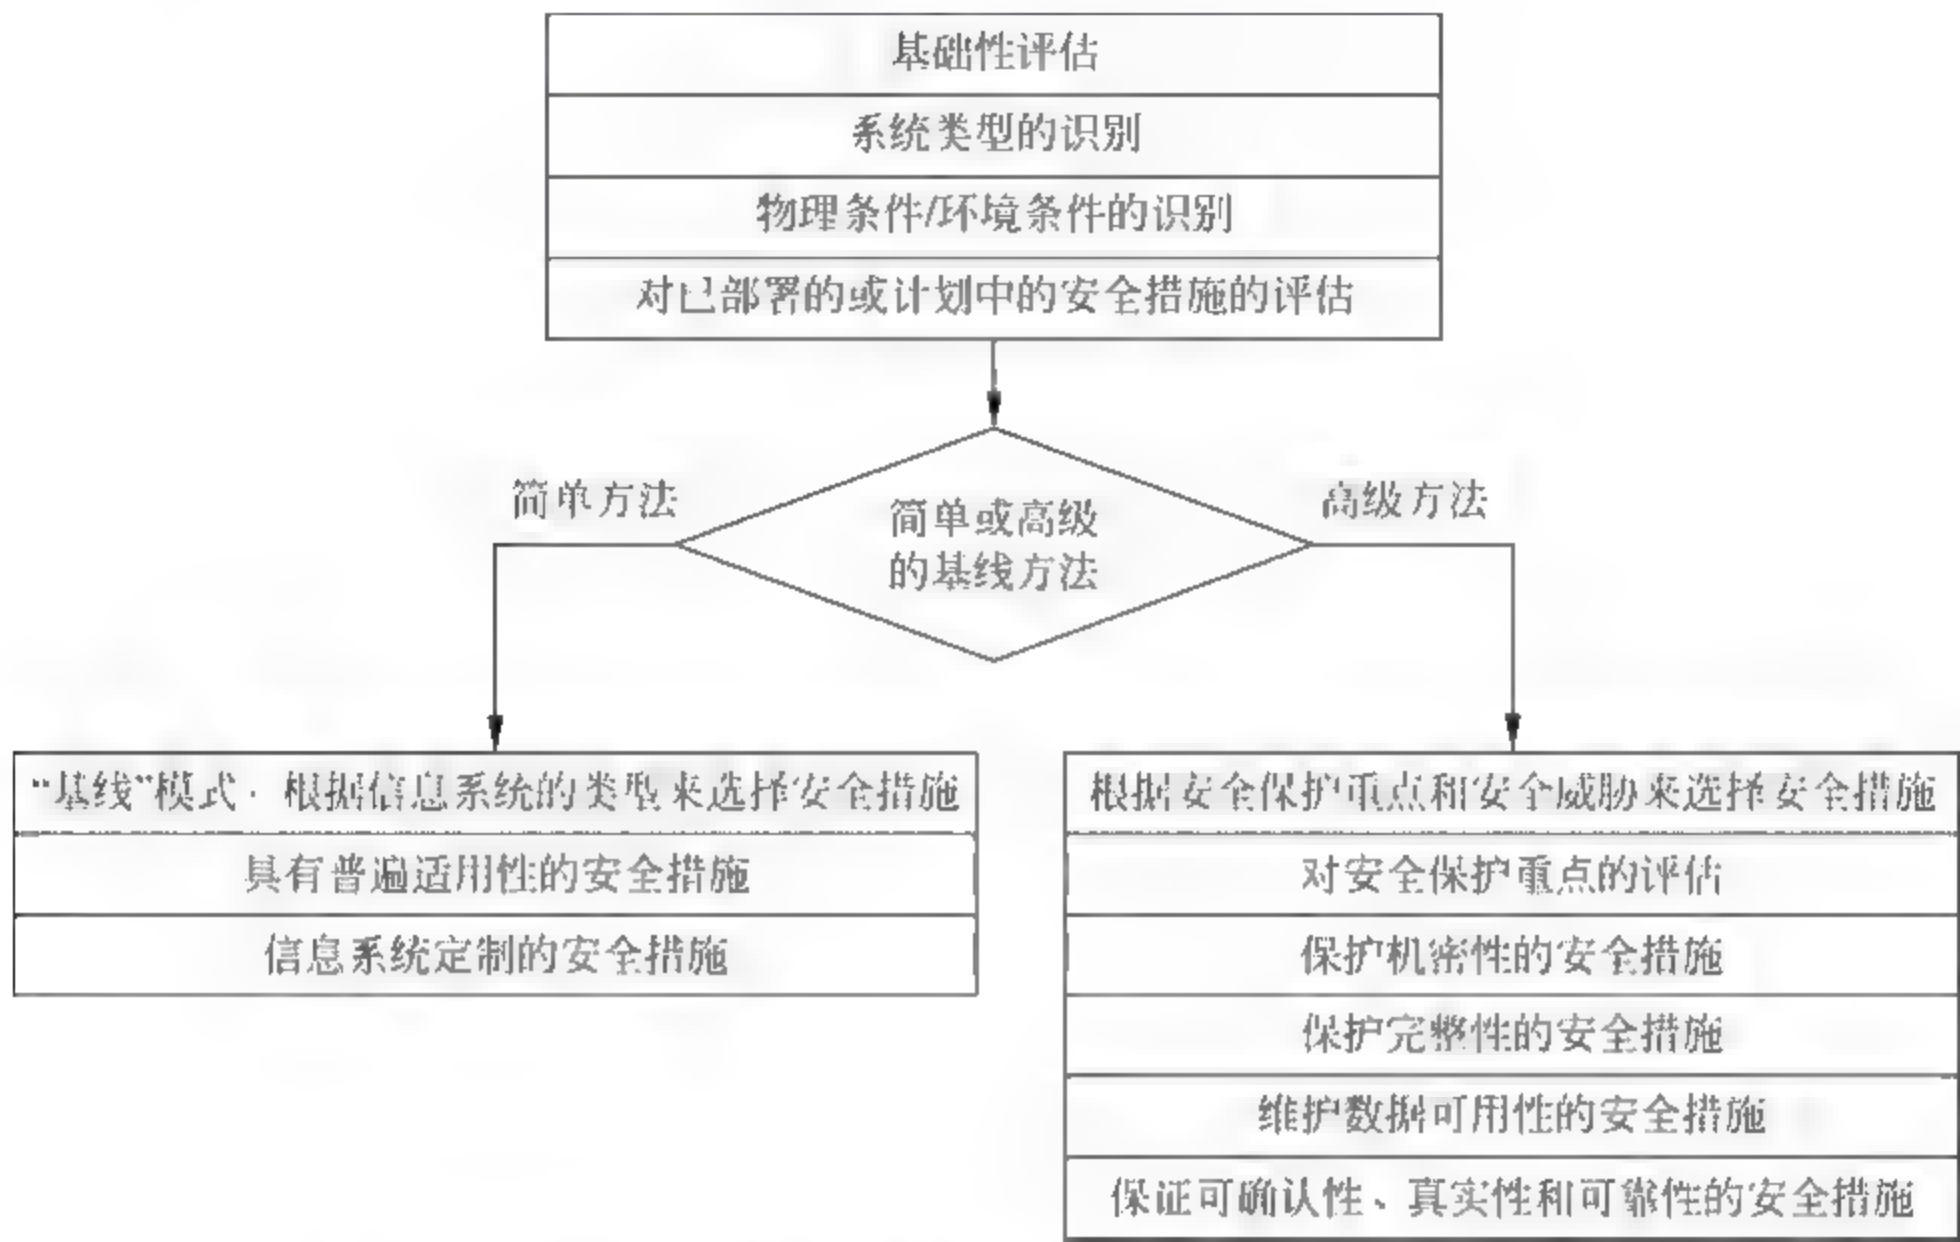 基础性评估
系统类型的识别
物理条件/环境条件的识别
对已部署的或计划中的安全措施的评估
简单方法
高级方法
简单或高级
的基线方法
“基线”模式：根据信息系统的类型来选择安全措施
具有普遍适用性的安全措施
信息系统定制的安全措施
根据安全保护重点和安全威胁来选择安全措施
对安全保护重点的评估
保护机密性的安全措施
保护完整性的安全措施
维护数据可用性的安全措施
保证可确认性、真实性和可靠性的安全措施